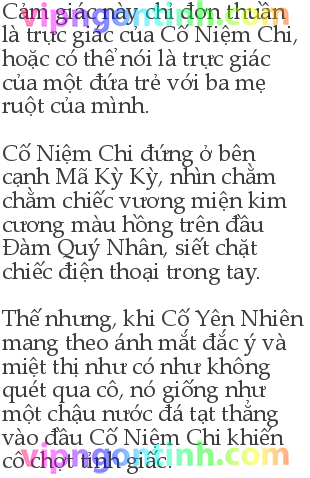 Cảm giác này chỉ đơn thuần
là trực giác của Cố Niệm Chi,
hoặc có thể nói là trực giác
của một đứa trẻ với ba mẹ
ruột của mình.
Cố Niệm Chi đứng ở bên
cạnh Mã Kỳ Kỳ, nhìn chằm
chằm chiếc vương miện kim
cương màu hồng trên đầu
Đàm Quý Nhân, siết chặt
chiếc điện thoại trong tay.
Thế nhưng, khi Cố Yên Nhiên
mang theo ánh mắt đắc ý và
miệt thị như có như không
quét qua cô, nó giống như
một chậu nước đá tạt thẳng
vào đầu Cố Niệm Chi khiến
cô chợt tỉnh giấc.
vipngontinh.com
vipngontinh.com